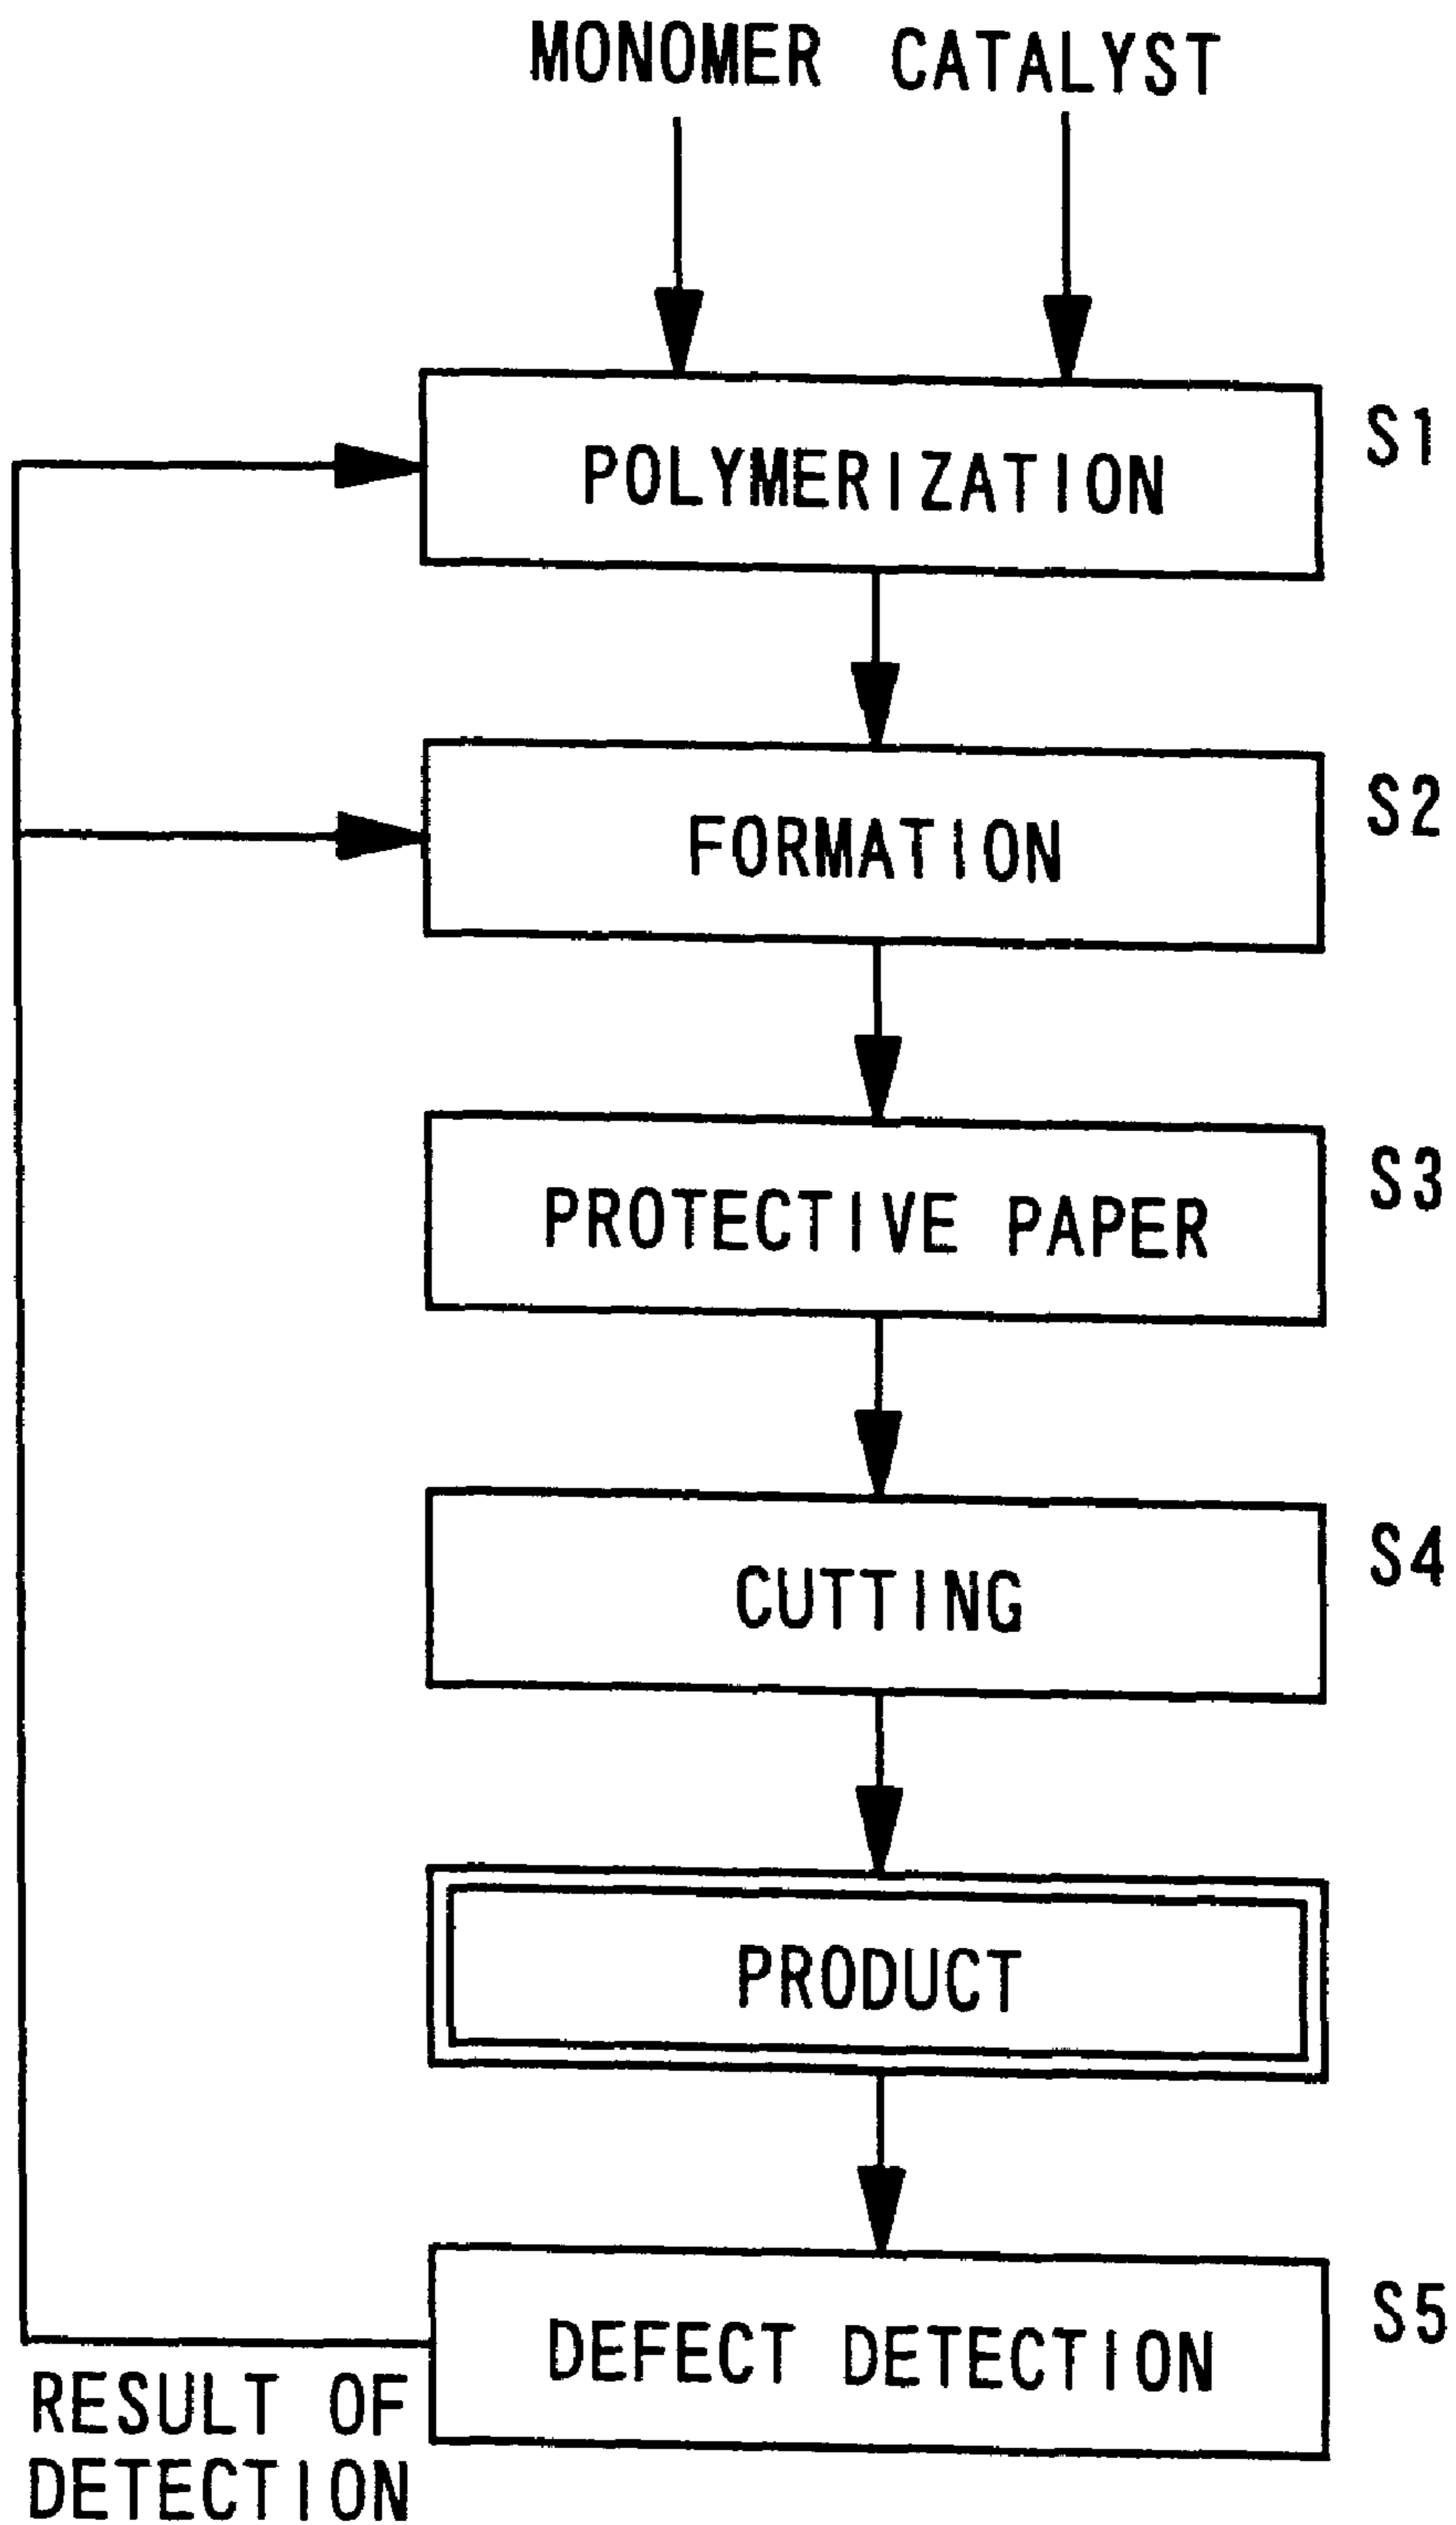 MONOMER CATALYST
POLYMERIZATION
S1
FORMATION
S2
PROTECTIVE PAPER
S3
CUTTING
S4
PRODUCT
DEFECT DETECTION
S5
RESULT OF
DETECTION